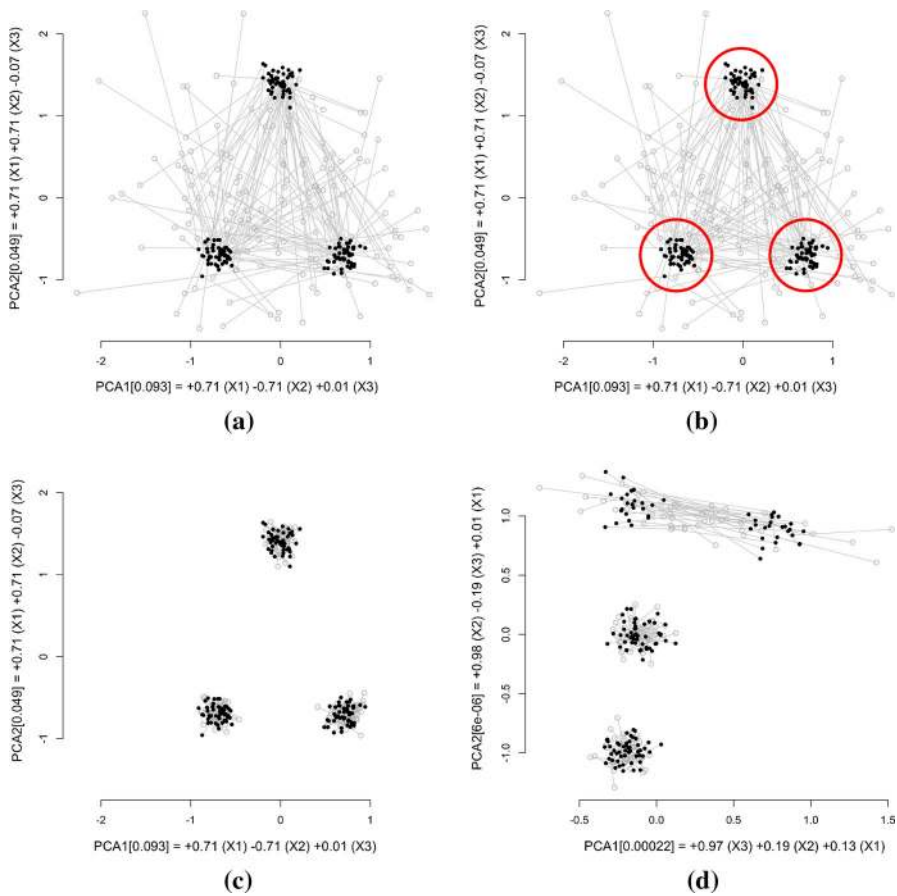 2
1
0
-1
PCA2[0.049] = +0.71 (X1) +0.71 (X2) -0.07 (X3)
-2 -1 0 1
PCA1[0.093] = +0.71 (X1) -0.71 (X2) +0.01 (X3)
(a)
2
1
0
-1
PCA2[0.049] = +0.71 (X1) +0.71 (X2) -0.07 (X3)
-2 -1 0 1
PCA1[0.093] = +0.71 (X1) -0.71 (X2) +0.01 (X3)
(b)
2
1
0
-1
PCA2[0.049] = +0.71 (X1) +0.71 (X2) -0.07 (X3)
-2 -1 0 1
PCA1[0.093] = +0.71 (X1) -0.71 (X2) +0.01 (X3)
(c)
1.0
0.5
0.0
-0.5
-1.0
PCA2[6e-06] = +0.98 (X2) -0.19 (X3) +0.01 (X1)
-0.5 0.0 0.5 1.0 1.5
PCA1[0.00022] = +0.97 (X3) +0.19 (X2) +0.13 (X1)
(d)